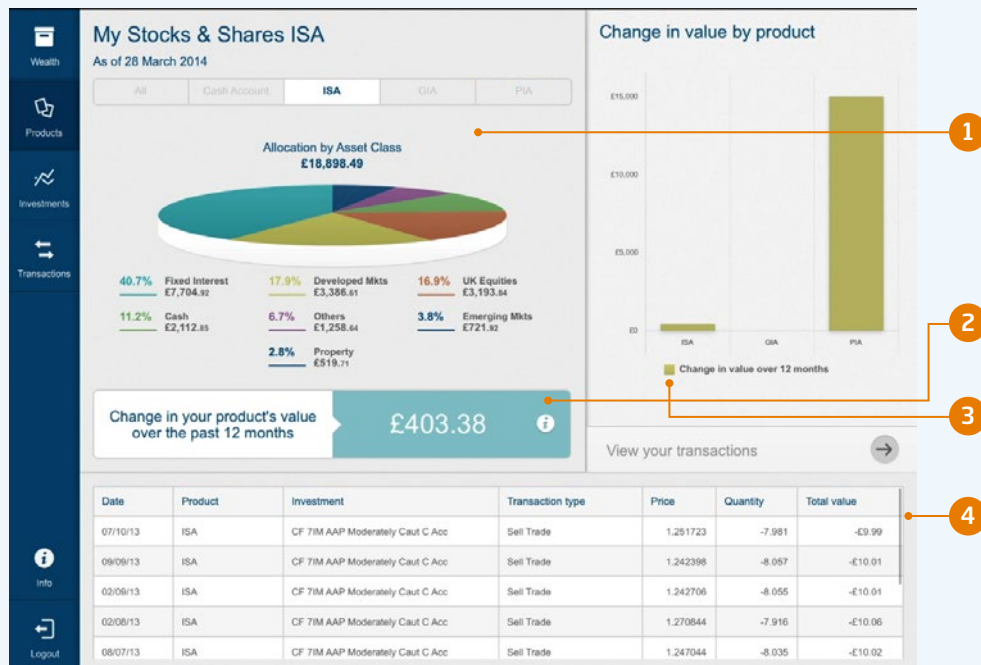 Wealth
Products
Investments
Transactions
Info
Logout
My Stocks & Shares ISA
As of 28 March 2014
All Cash Account ISA GIA PIA
Allocation by Asset Class
£18,898.49
40.7% Fixed Interest £7,704.92
17.9% Developed Mkts £3,386.61
16.9% UK Equities £3,193.84
11.2% Cash £2,112.85
6.7% Others £1,258.64
3.8% Emerging Mkts £721.92
2.8% Property £519.71
Change in your product's value
over the past 12 months
£403.38
i
Change in value by product
£15,000
£10,000
£5,000
£0
ISA GIA PIA
Change in value over 12 months
View your transactions
1
2
3
4
Date Product Investment Transaction type Price Quantity Total value
07/10/13 ISA CF 7IM AAP Moderately Caut C Acc Sell Trade 1.251723 -7.981 -£9.99
09/09/13 ISA CF 7IM AAP Moderately Caut C Acc Sell Trade 1.242398 -8.057 -£10.01
02/09/13 ISA CF 7IM AAP Moderately Caut C Acc Sell Trade 1.242706 -8.055 -£10.01
02/08/13 ISA CF 7IM AAP Moderately Caut C Acc Sell Trade 1.270844 -7.916 -£10.06
08/07/13 ISA CF 7IM AAP Moderately Caut C Acc Sell Trade 1.247044 -8.035 -£10.02